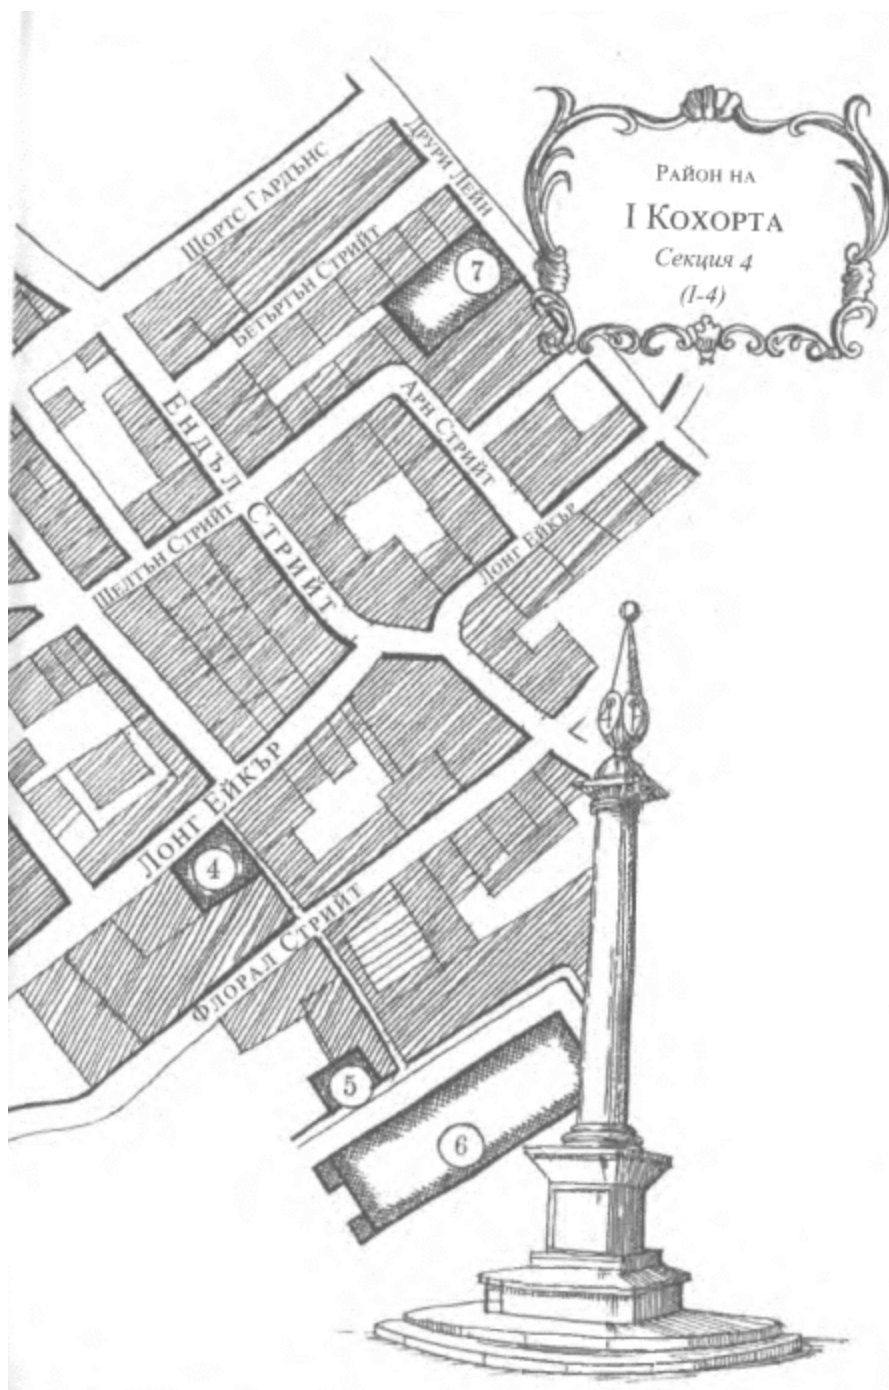 Район на
I Кохорта
Секция 4
(I-4)
Друри Лейн
Шортс Гардънс
Бетъртън Стрийт
7
Ендъл
Стрийт
Арн Стрийт
Шелтън Стрийт
Лонг Ейкър
Лонг Ейкър
4
Флорал Стрийт
5
6